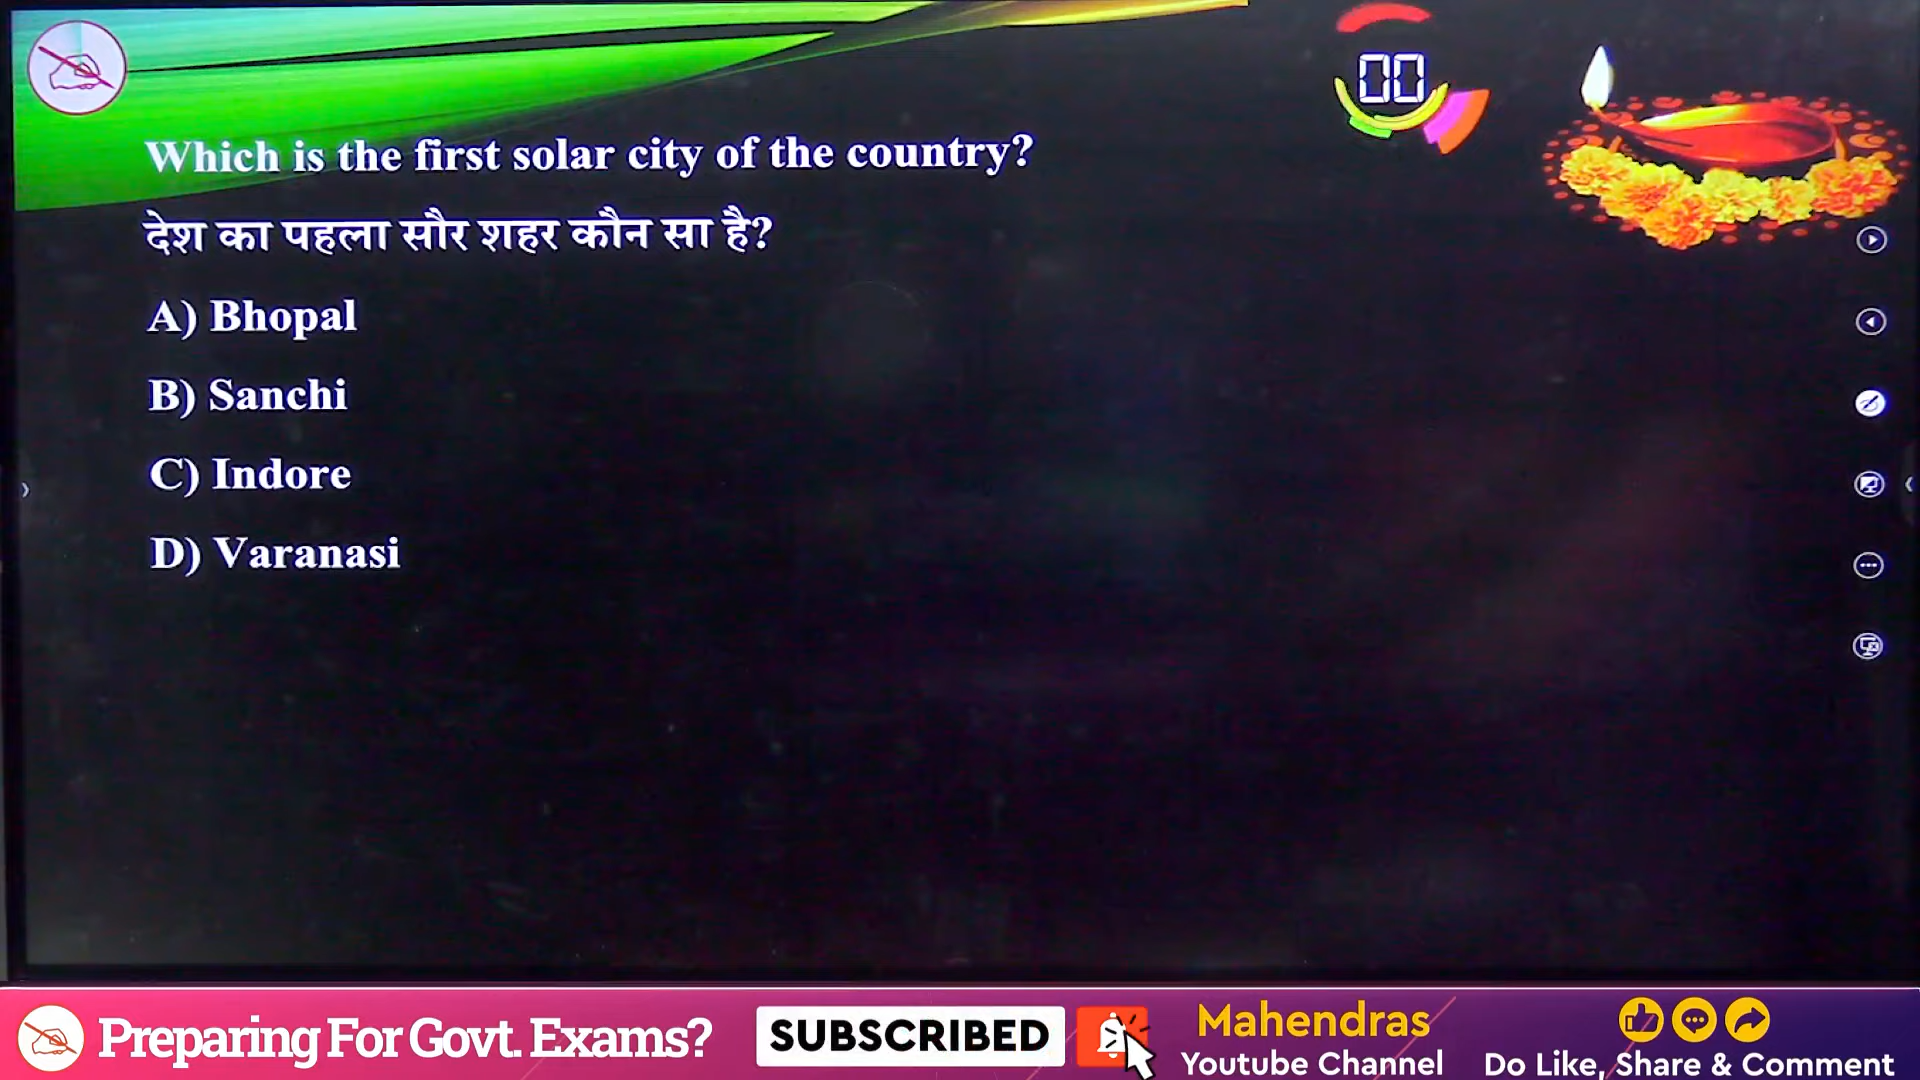 00
Which is the first solar city of the country?
देश का पहला सौर शहर कौन सा है?
A) Bhopal
B) Sanchi
C) Indore
D) Varanasi
Preparing For Govt. Exams?
SUBSCRIBED
Mahendras
Youtube Channel
Do Like, Share & Comment